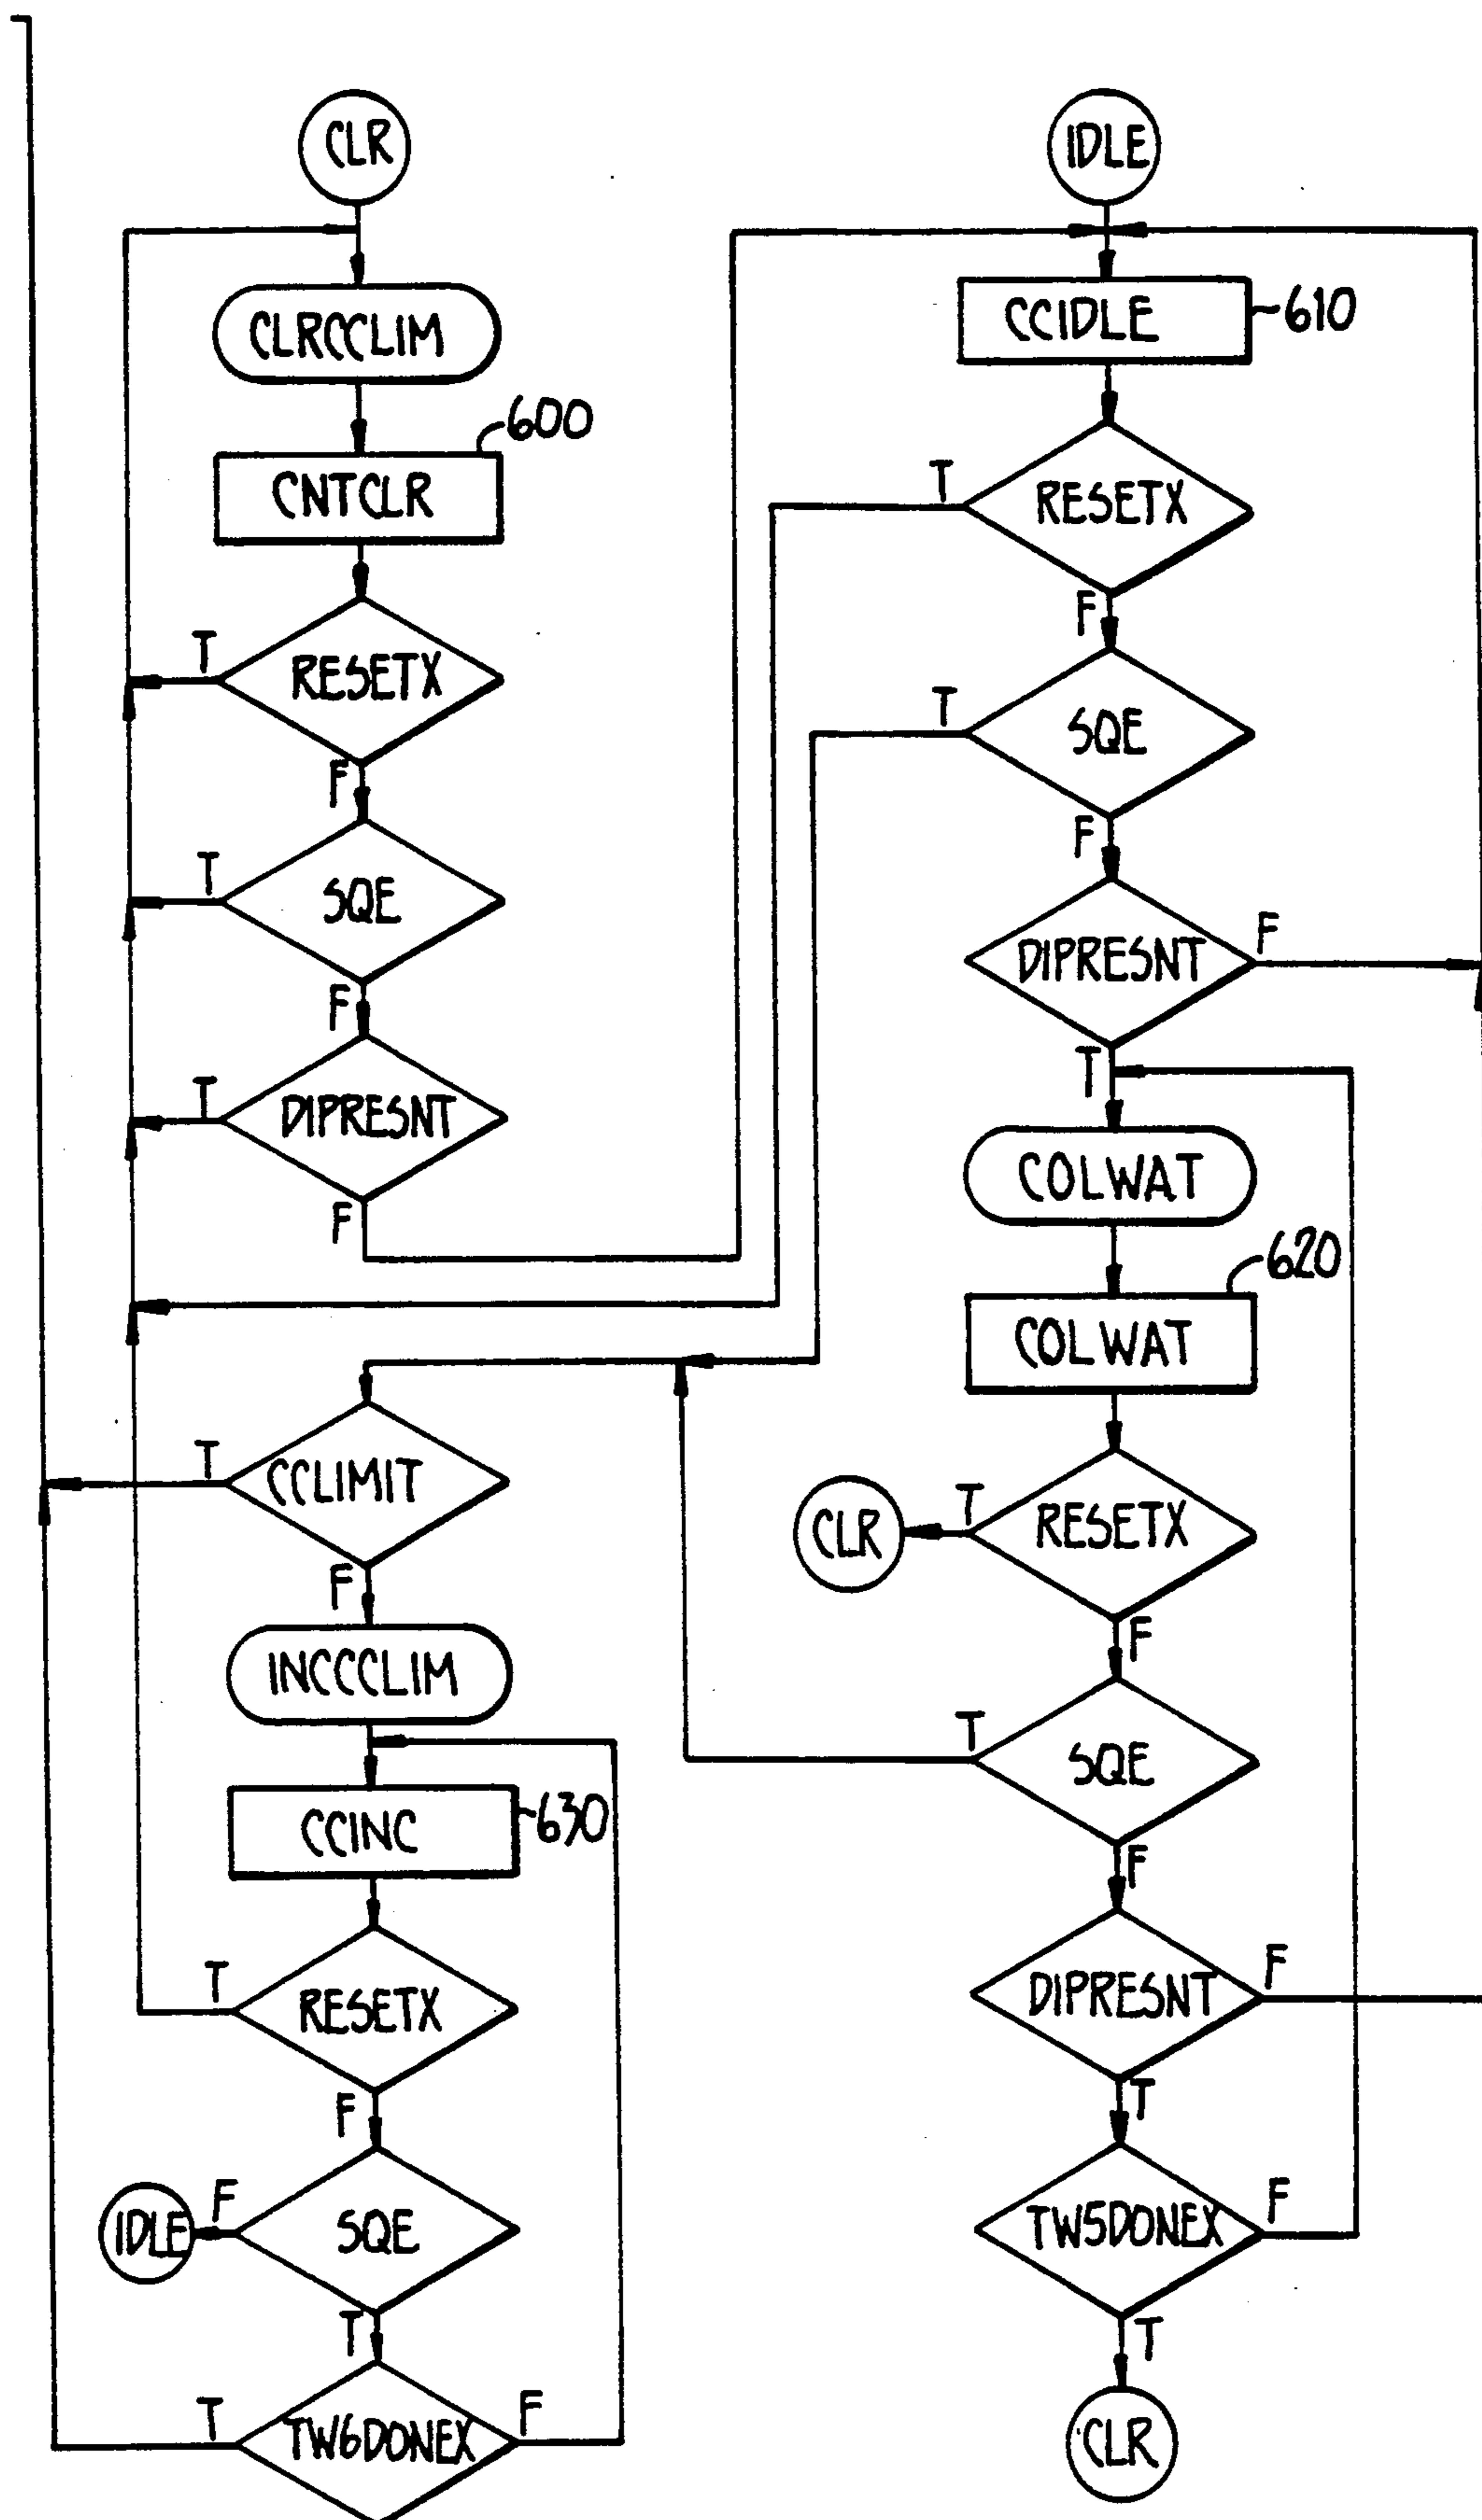 CLR
CLRCCLIM
600
CNTCLR
T
RESETX
F
T
SQE
F
T
DIPRESNT
F
T
CCLIMIT
F
INCCCLIM
CCINC
630
T
RESETX
F
F
IDLE
SQE
T
T
TW6DONEX
F
IDLE
CCIDLE
610
T
RESETX
F
T
SQE
F
DIPRESNT
F
T
COLWAT
620
COLWAT
T
CLR
RESETX
F
T
SQE
F
DIPRESNT
F
T
TW5DONEX
F
T
CLR